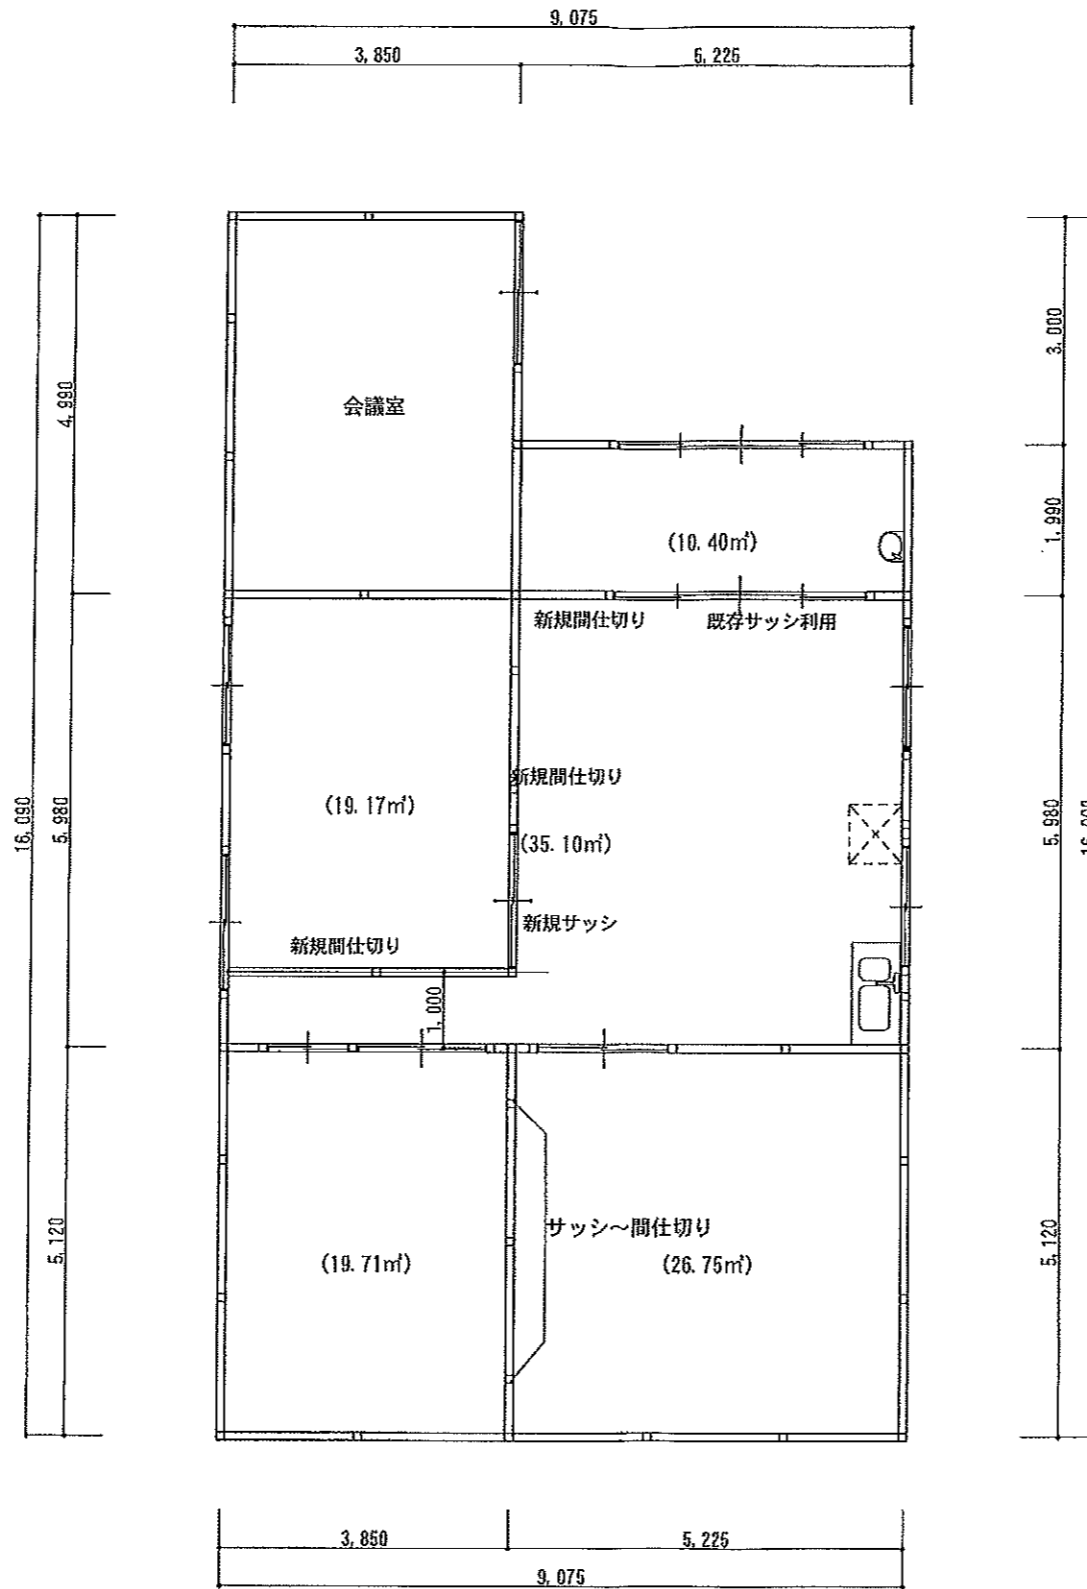 9,075
3,850
5,225
会議室
4,990
3,000
1,990
(10.40㎡)
新規間仕切り
既存サッシ利用
新規間仕切り
(19.17㎡)
(35.10㎡)
16,090
5,980
5,980
新規サッシ
新規間仕切り
1,000
サッシ～間仕切り
(19.71㎡)
(26.75㎡)
5,120
5,120
3,850
5,225
9,075